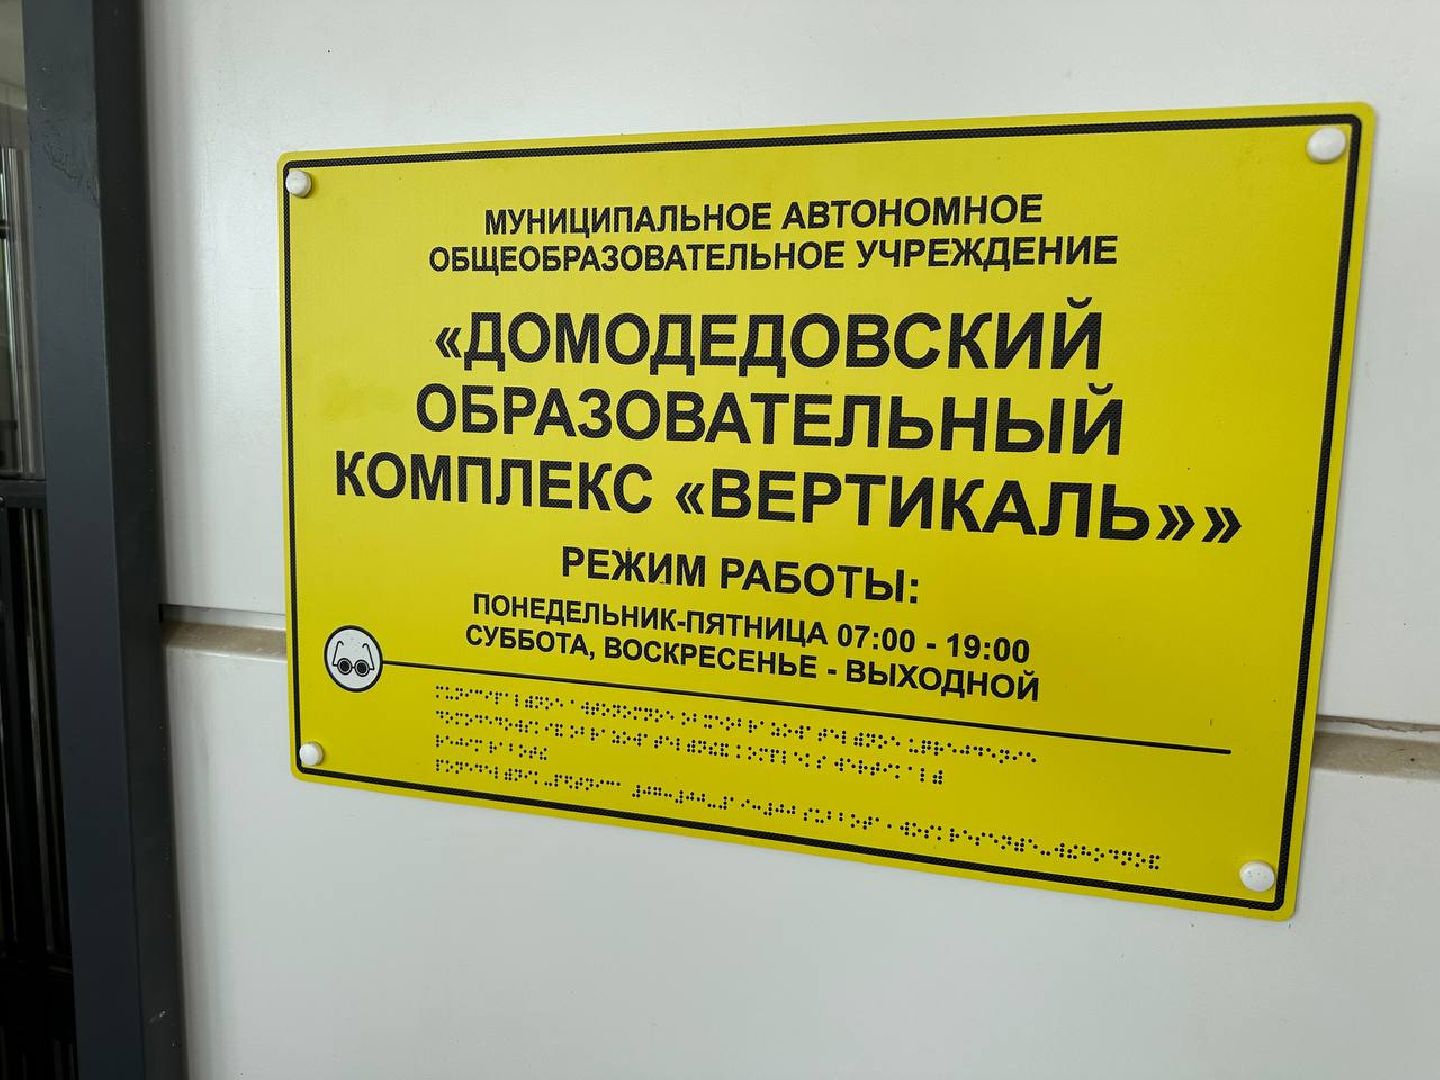 МУНИЦИПАЛЬНОЕ АВТОНОМНОЕ
ОБЩЕОБРАЗОВАТЕЛЬНОЕ УЧРЕЖДЕНИЕ
«ДОМОДЕДОВСКИЙ
ОБРАЗОВАТЕЛЬНЫЙ
КОМПЛЕКС «ВЕРТИКАЛЬ»»
РЕЖИМ РАБОТЫ:
ПОНЕДЕЛЬНИК-ПЯТНИЦА 07:00 - 19:00
СУББОТА, ВОСКРЕСЕНЬЕ - ВЫХОДНОЙ